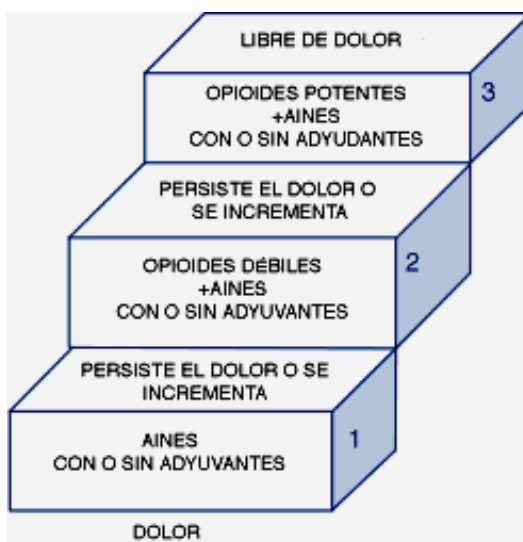 LIBRE DE DOLOR
OPIOIDES POTENTES
+AINES
CON O SIN ADYUDANTES
3
PERSISTE EL DOLOR O
SE INCREMENTA
OPIOIDES DÉBILES
+AINES
CON O SIN ADYUVANTES
2
PERSISTE EL DOLOR O SE
INCREMENTA
AINES
CON O SIN ADYUVANTES
1
DOLOR